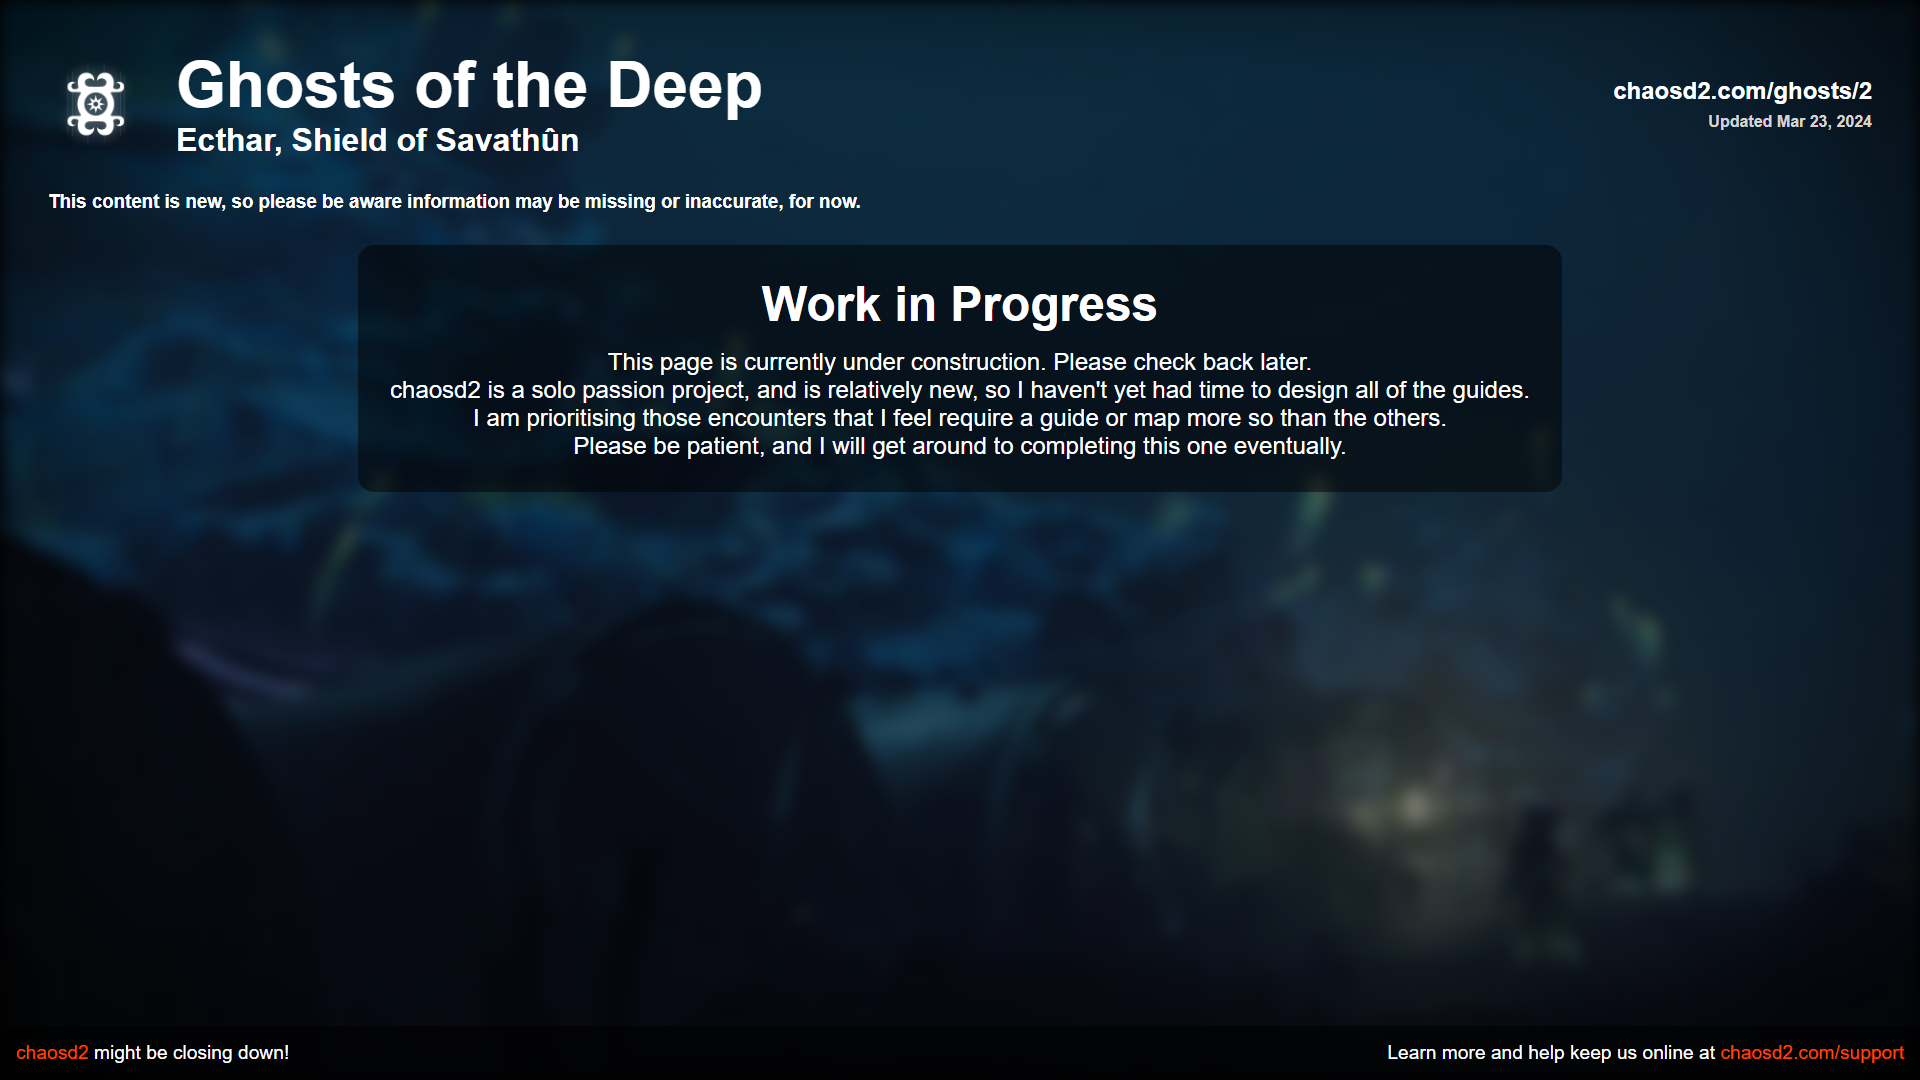 Ghosts of the Deep
Ecthar, Shield of Savathûn
chaosd2.com/ghosts/2
Updated Mar 23, 2024
This content is new, so please be aware information may be missing or inaccurate, for now.
Work in Progress
This page is currently under construction. Please check back later.
chaosd2 is a solo passion project, and is relatively new, so I haven't yet had time to design all of the guides.
I am prioritising those encounters that I feel require a guide or map more so than the others.
Please be patient, and I will get around to completing this one eventually.
chaosd2 might be closing down!
Learn more and help keep us online at chaosd2.com/support